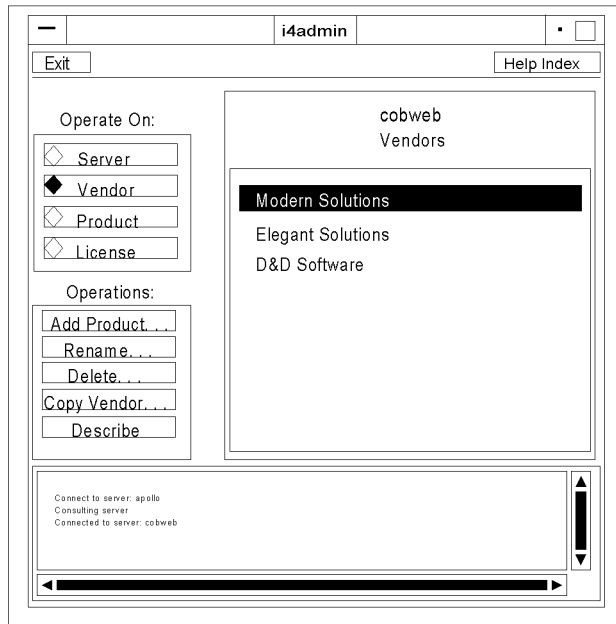 i4admin
Exit
Help Index
Operate On:
Server
Vendor
Product
License
Operations:
Add Product. . .
Rename. . .
Delete. . .
Copy Vendor. . .
Describe
cobweb
Vendors
Modern Solutions
Elegant Solutions
D&D Software
Connect to server: apollo
Consulting server
Connected to server: cobweb